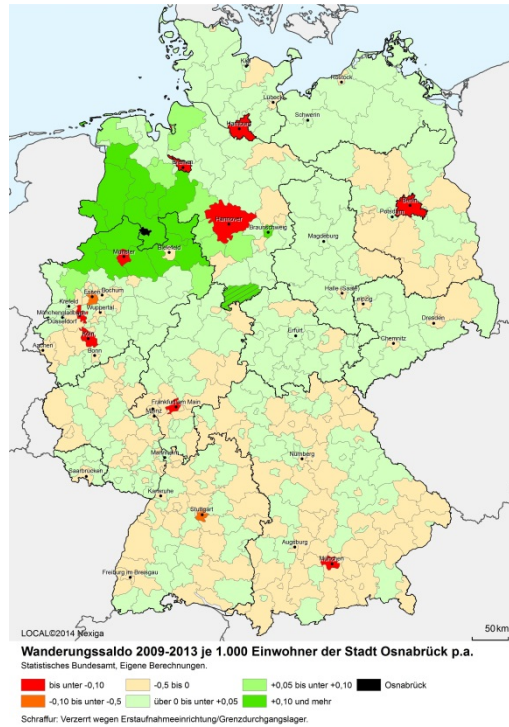 Kiel
Rostock
Lübeck
Schwerin
Hamburg
Bremen
Berlin
Potsdam
Hannover
Braunschweig
Magdeburg
Bielefeld
Münster
Essen
Bochum
Halle (Saale)
Krefeld
Wuppertal
Leipzig
Mönchengladbach
Düsseldorf
Dresden
Köln
Erfurt
Chemnitz
Aachen
Bonn
Frankfurt am Main
Mainz
Mannheim
Nürnberg
Saarbrücken
Karlsruhe
Stuttgart
Augsburg
München
Freiburg im Breisgau
LOCAL©2014 Nexiga
50 km
Wanderungssaldo 2009-2013 je 1.000 Einwohner der Stadt Osnabrück p.a.
Statistisches Bundesamt, Eigene Berechnungen.
bis unter -0,10
-0,5 bis 0
+0,05 bis unter +0,10
Osnabrück
-0,10 bis unter -0,5
über 0 bis unter +0,05
+0,10 und mehr
Schraffur: Verzerrt wegen Erstaufnahmeeinrichtung/Grenzdurchgangslager.